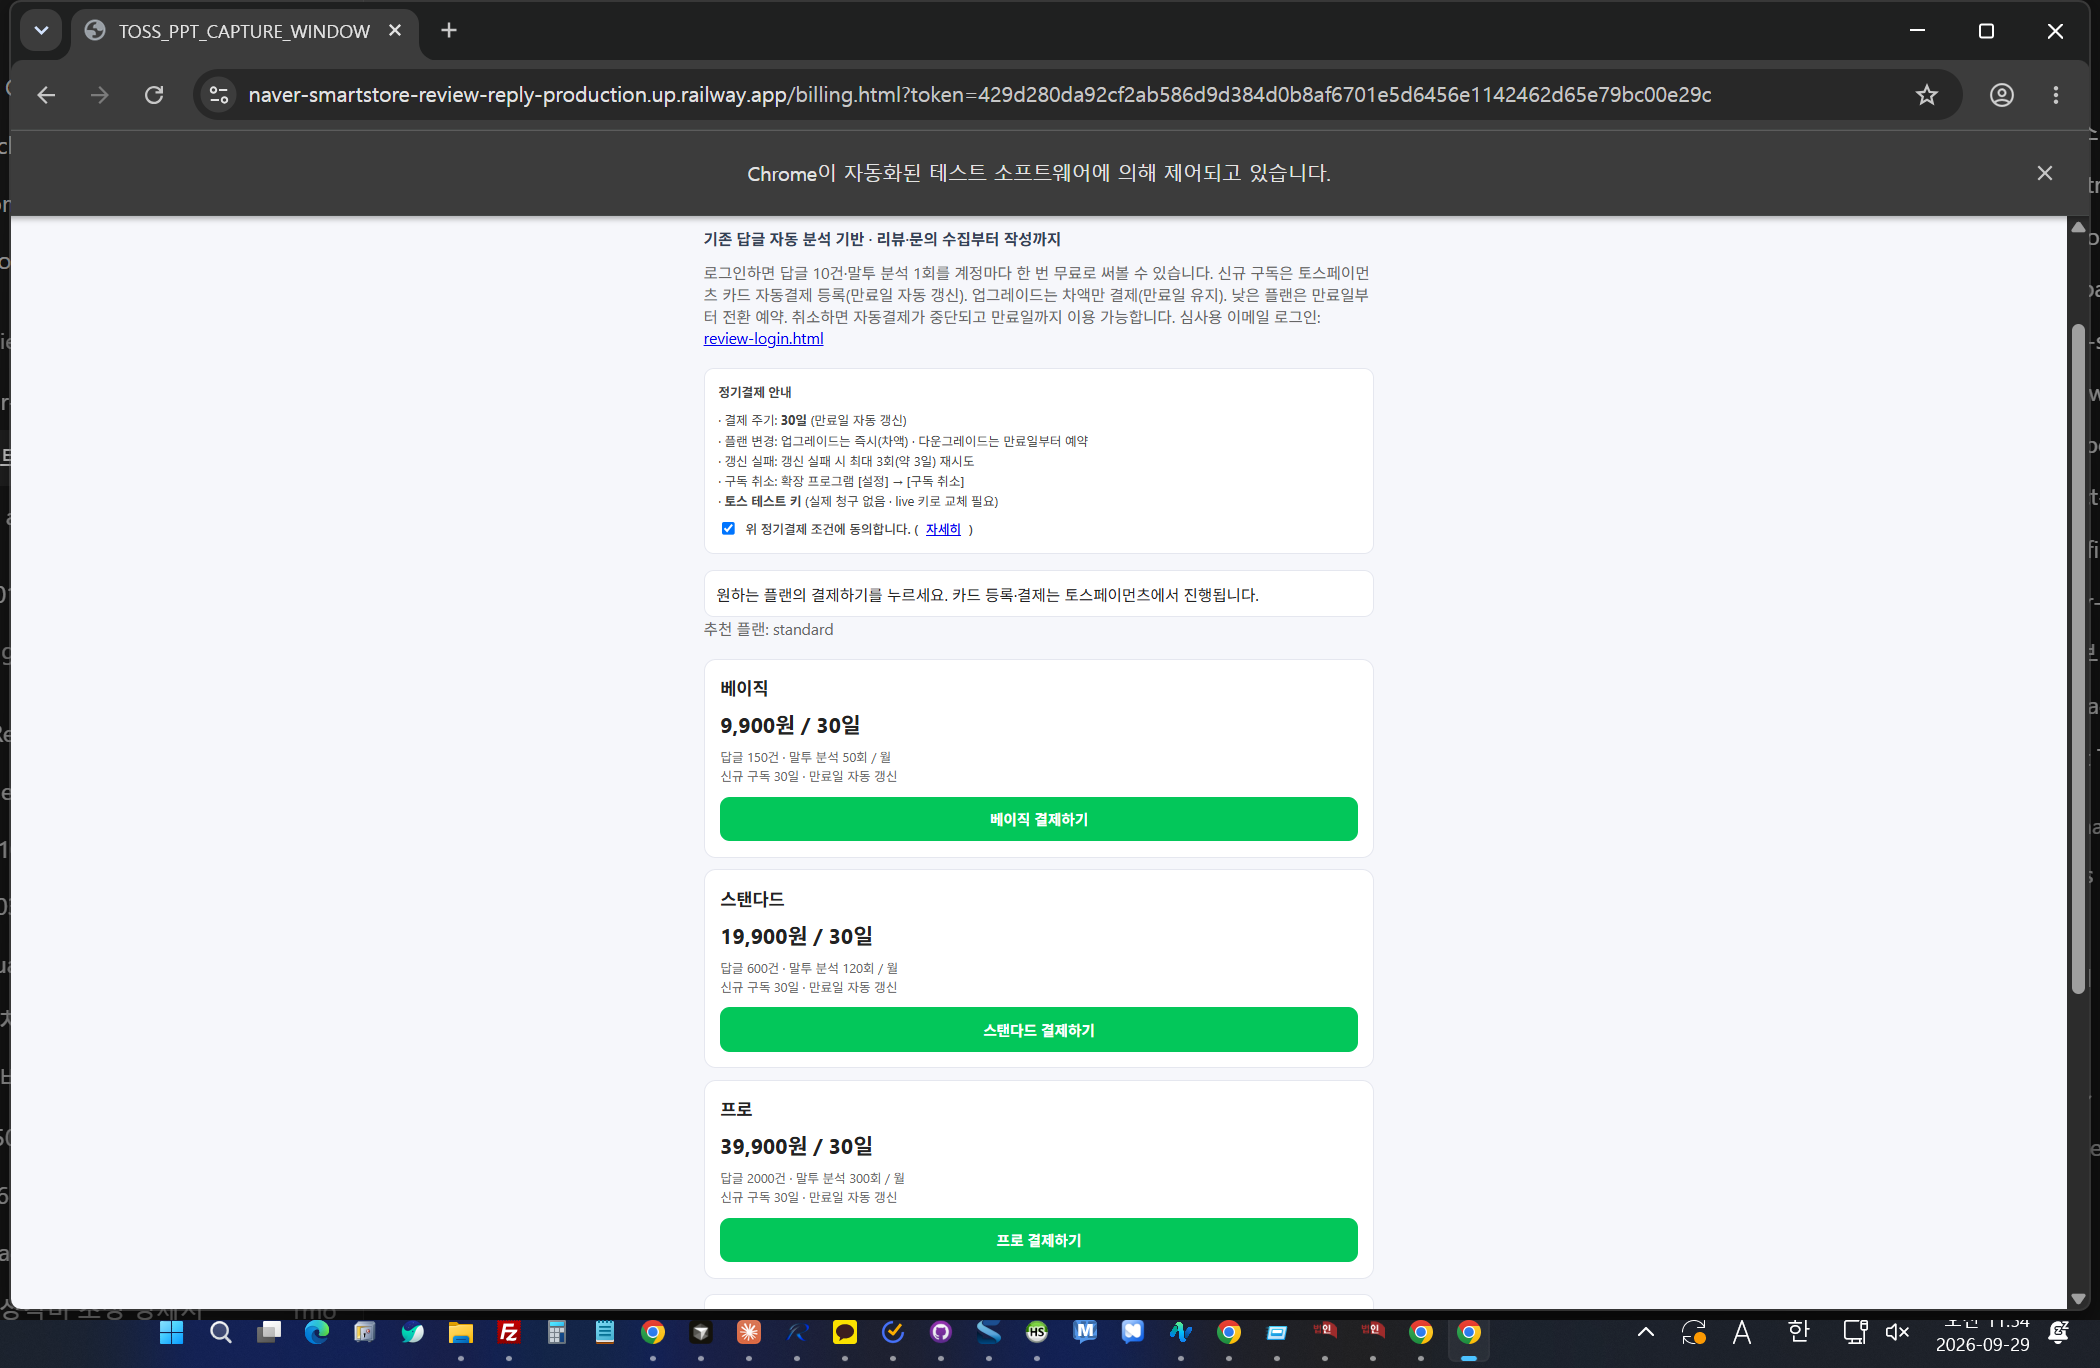 TOSS_PPT_CAPTURE_WINDOW
naver-smartstore-review-reply-production.up.railway.app/billing.html?token=429d280da92cf2ab586d9d384d0b8af6701e5d6456e1142462d65e79bc00e29c
Chrome이 자동화된 테스트 소프트웨어에 의해 제어되고 있습니다.
기존 답글 자동 분석 기반 · 리뷰·문의 수집부터 작성까지
로그인하면 답글 10건·말투 분석 1회를 계정마다 한 번 무료로 써볼 수 있습니다. 신규 구독은 토스페이먼
츠 카드 자동결제 등록(만료일 자동 갱신). 업그레이드는 차액만 결제(만료일 유지). 낮은 플랜은 만료일부
터 전환 예약. 취소하면 자동결제가 중단되고 만료일까지 이용 가능합니다. 심사용 이메일 로그인:
review-login.html
정기결제 안내
· 결제 주기: 30일 (만료일 자동 갱신)
· 플랜 변경: 업그레이드는 즉시(차액) · 다운그레이드는 만료일부터 예약
· 갱신 실패: 갱신 실패 시 최대 3회(약 3일) 재시도
· 구독 취소: 확장 프로그램 [설정] → [구독 취소]
· 토스 테스트 키 (실제 청구 없음 · live 키로 교체 필요)
위 정기결제 조건에 동의합니다. ( 자세히 )
원하는 플랜의 결제하기를 누르세요. 카드 등록·결제는 토스페이먼츠에서 진행됩니다.
추천 플랜: standard
베이직
9,900원 / 30일
답글 150건 · 말투 분석 50회 / 월
신규 구독 30일 · 만료일 자동 갱신
베이직 결제하기
스탠다드
19,900원 / 30일
답글 600건 · 말투 분석 120회 / 월
신규 구독 30일 · 만료일 자동 갱신
스탠다드 결제하기
프로
39,900원 / 30일
답글 2000건 · 말투 분석 300회 / 월
신규 구독 30일 · 만료일 자동 갱신
프로 결제하기
A 한
2026-09-29